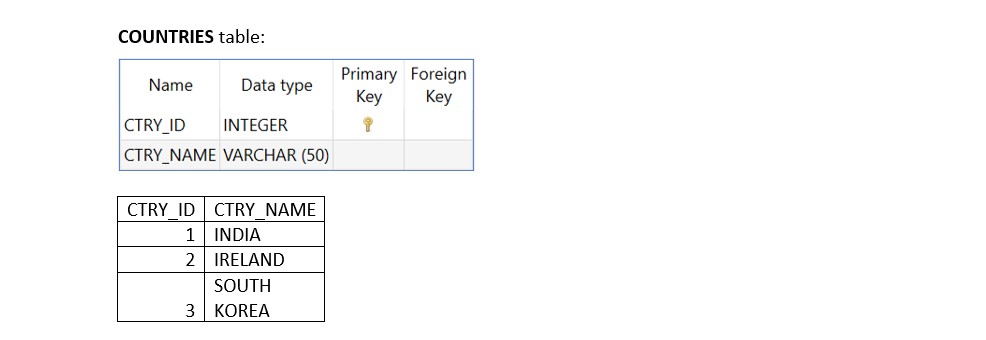 COUNTRIES table:
Name Data type Primary Key Foreign Key
CTRY_ID INTEGER
CTRY_NAME VARCHAR (50)
CTRY_ID CTRY_NAME
1 INDIA
2 IRELAND
SOUTH
3 KOREA